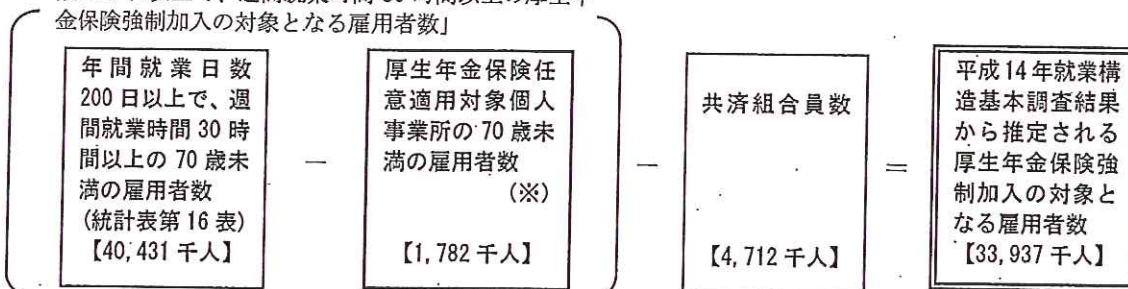 金保険強制加入の対象となる雇用者数」
年間就業日数
200日以上で、週
間就業時間30時
間以上の70歳未
満の雇用者数
(統計表第16表)
【40,431千人】
－
厚生年金保険任
意適用対象個人
事業所の70歳未
満の雇用者数
(※)
【1,782千人】
－
共済組合員数
【4,712千人】
＝
平成14年就業構
造基本調査結果
から推定される
厚生年金保険強
制加入の対象と
なる雇用者数
【33,937千人】